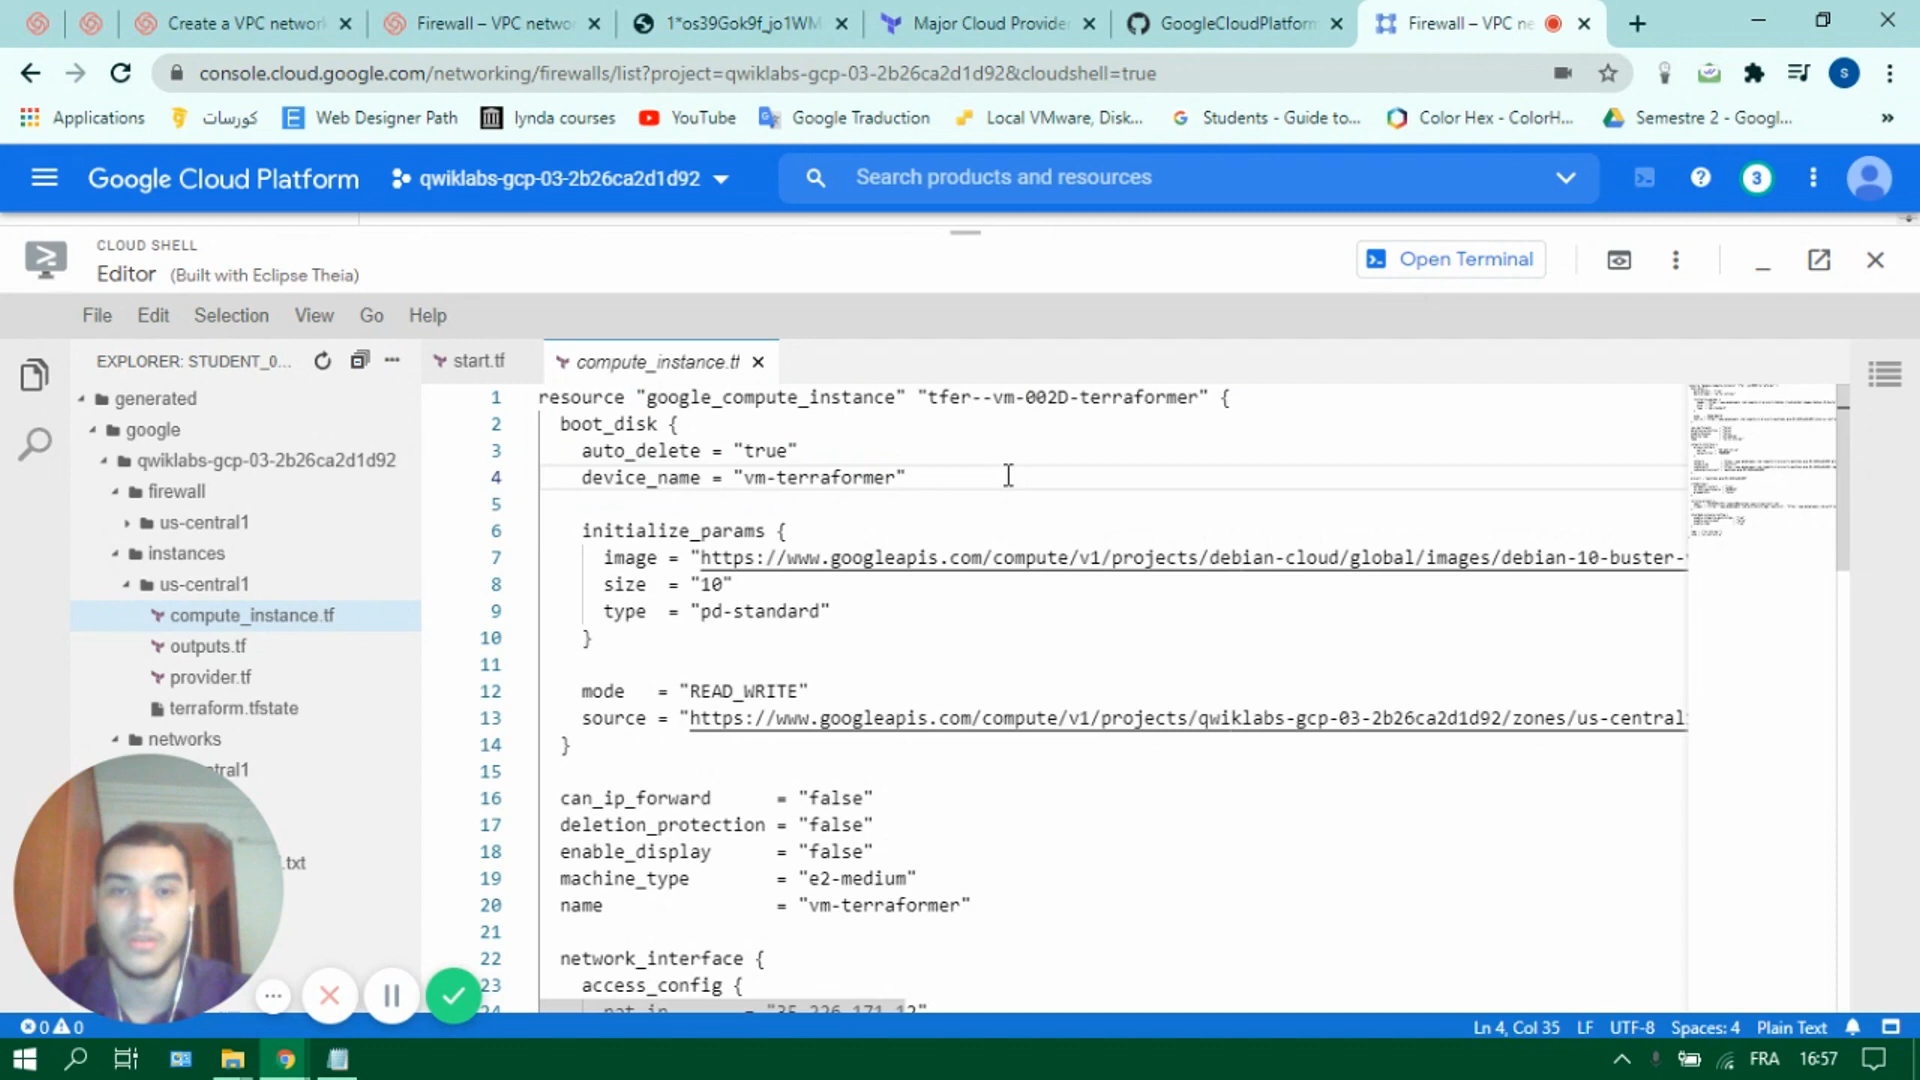 Create a VPC network
Firewall – VPC netwo
1*os39Gok9f_jo1WM
Major Cloud Provide
GoogleCloudPlatform
Firewall – VPC ne
console.cloud.google.com/networking/firewalls/list?project=qwiklabs-gcp-03-2b26ca2d1d92&cloudshell=true
S
Applications
كورسات
E Web Designer Path
lynda courses
YouTube
Google Traduction
Local VMware, Disk...
G Students - Guide to...
Color Hex - ColorH...
Semestre 2 - Googl...
»
Google Cloud Platform
qwiklabs-gcp-03-2b26ca2d1d92
Search products and resources
?
3
CLOUD SHELL
Editor (Built with Eclipse Theia)
Open Terminal
File Edit Selection View Go Help
EXPLORER: STUDENT_0...
start.tf
compute_instance.tf
generated
google
qwiklabs-gcp-03-2b26ca2d1d92
firewall
us-central1
instances
us-central1
compute_instance.tf
outputs.tf
provider.tf
terraform.tfstate
networks
tral1
.txt
1 resource "google_compute_instance" "tfer--vm-002D-terraformer" {
2 boot_disk {
3 auto_delete = "true"
4 device_name = "vm-terraformer"
5
6 initialize_params {
7 image = "https://www.googleapis.com/compute/v1/projects/debian-cloud/global/images/debian-10-buster-
8 size = "10"
9 type = "pd-standard"
10 }
11
12 mode = "READ_WRITE"
13 source = "https://www.googleapis.com/compute/v1/projects/qwiklabs-gcp-03-2b26ca2d1d92/zones/us-central
14 }
15
16 can_ip_forward = "false"
17 deletion_protection = "false"
18 enable_display = "false"
19 machine_type = "e2-medium"
20 name = "vm-terraformer"
21
22 network_interface {
23 access_config {
24 nat_ip = "35.226.171.12"
0 0
Ln 4, Col 35 LF UTF-8 Spaces: 4 Plain Text
FRA 16:57